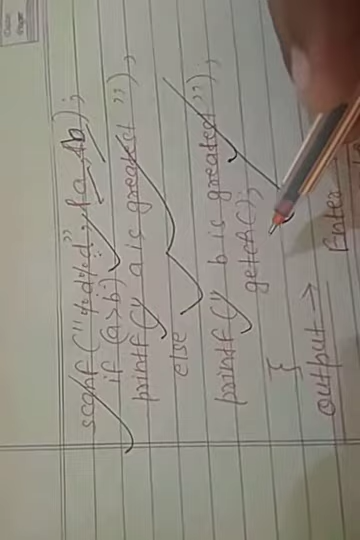 scanf ("%d%d", &a, &b);
if (a>b)
printf (" a is greatest ");
else
printf (" b is greatest ");
getch();
}
output → Enter